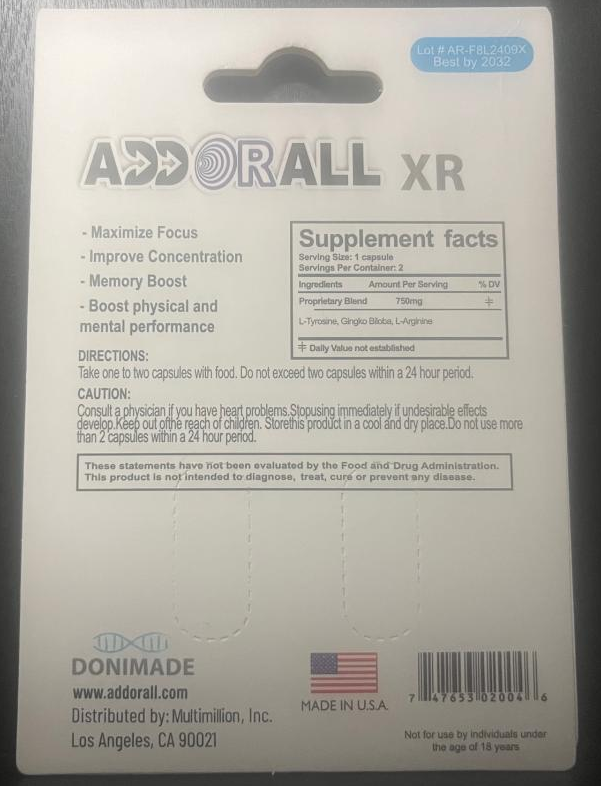 Lot # AR-F8L2409X
Best by 2032
ADDORALL XR
- Maximize Focus
- Improve Concentration
- Memory Boost
- Boost physical and
mental performance
Supplement facts
Serving Size: 1 capsule
Servings Per Container: 2
Ingredients Amount Per Serving % DV
Proprietary Blend 750mg ‡
L-Tyrosine, Gingko Biloba, L-Arginine
‡ Daily Value not established
DIRECTIONS:
Take one to two capsules with food. Do not exceed two capsules within a 24 hour period.
CAUTION:
Consult a physician if you have heart problems.Stopusing immediately if undesirable effects
develop.Keep out ofthe reach of children. Storethis product in a cool and dry place.Do not use more
than 2 capsules within a 24 hour period.
These statements have not been evaluated by the Food and Drug Administration.
This product is not intended to diagnose, treat, cure or prevent any disease.
DONIMADE
www.addorall.com
Distributed by: Multimillion, Inc.
Los Angeles, CA 90021
MADE IN U.S.A.
7 47653 02004 6
Not for use by individuals under
the age of 18 years